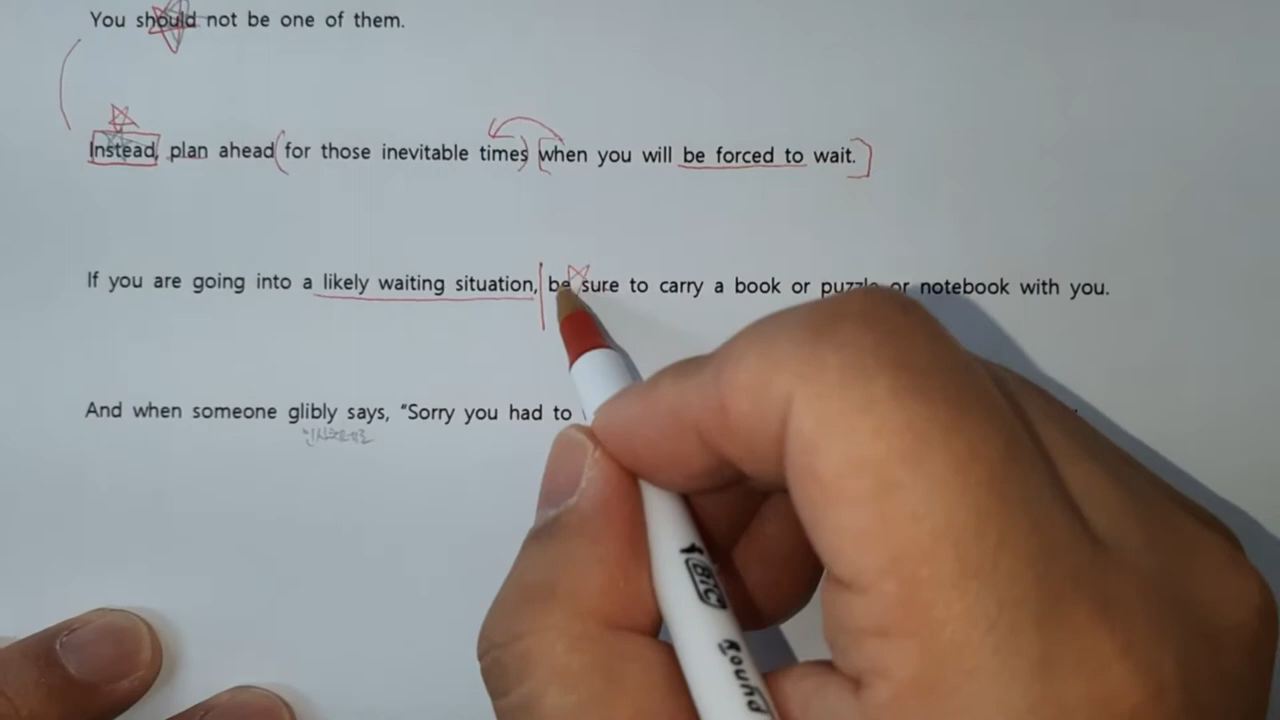 You should not be one of them.
Instead, plan ahead for those inevitable times when you will be forced to wait.
If you are going into a likely waiting situation, be sure to carry a book or puzzle or notebook with you.
And when someone glibly says, “Sorry you had to
BIC
Round